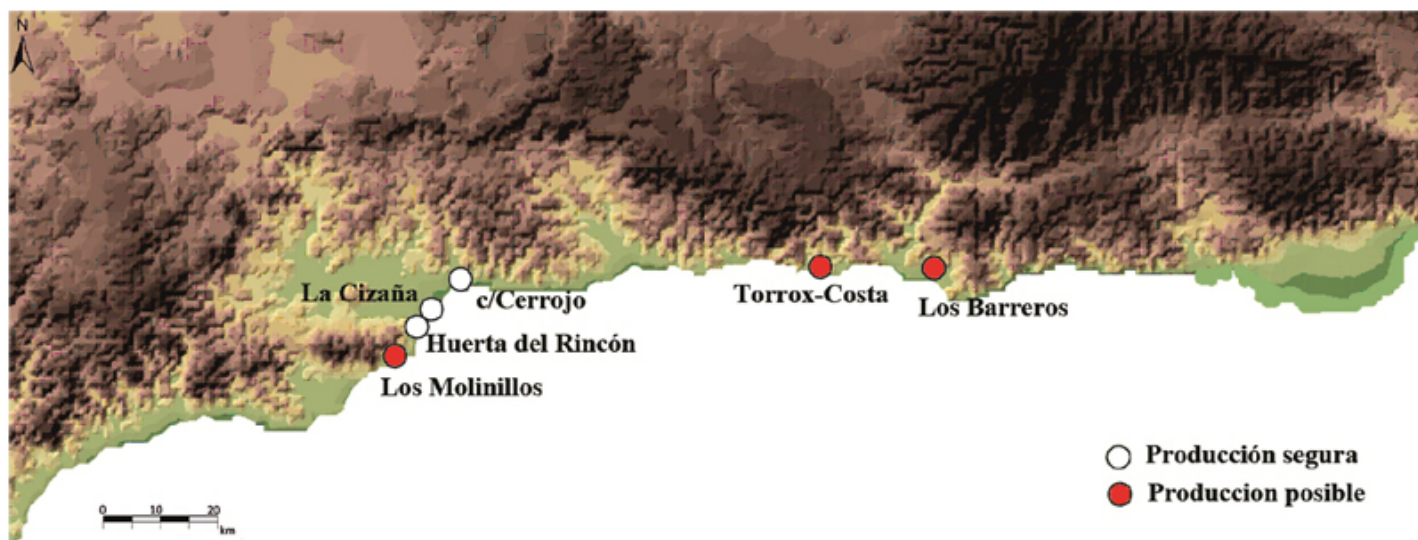 N
La Cizaña
c/Cerrojo
Huerta del Rincón
Los Molinillos
Torrox-Costa
Los Barreros
Producción segura
Produccion posible
0 10 20
km